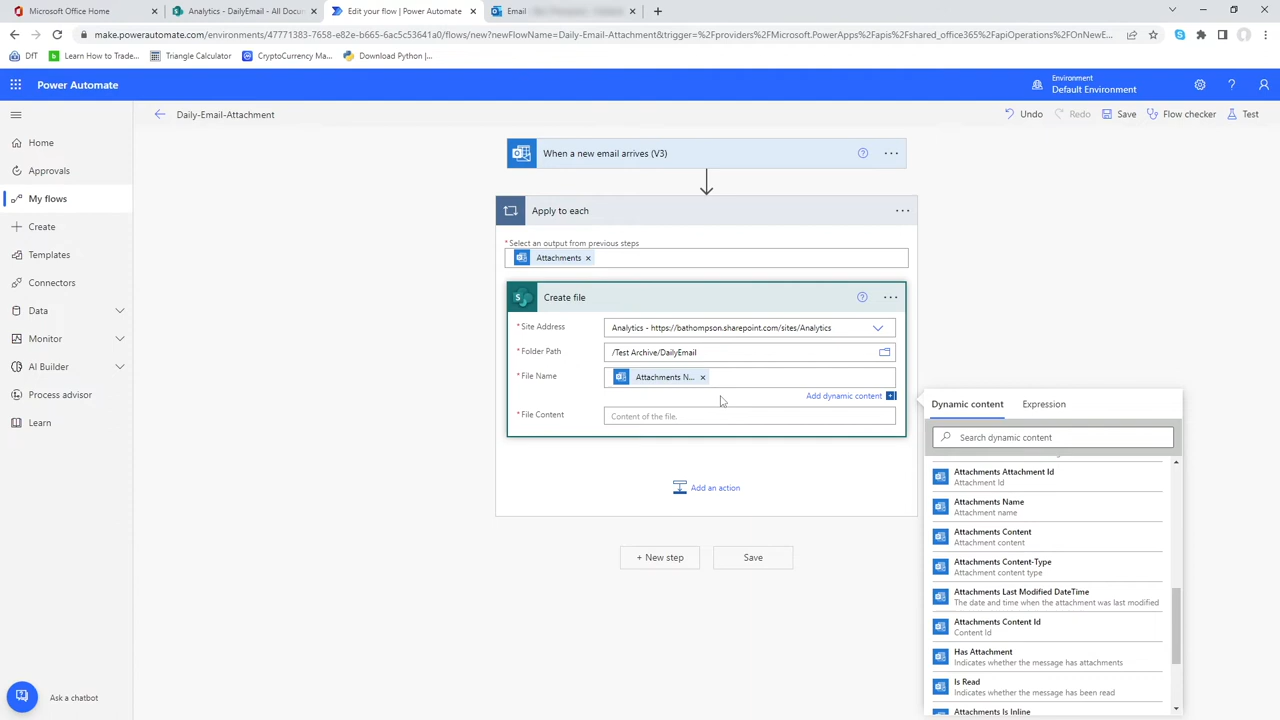 Microsoft Office Home
Analytics - DailyEmail - All Docum
Edit your flow | Power Automate
Email
make.powerautomate.com/environments/47771383-7658-e82e-b665-6ac5c53641a0/flows/new?newFlowName=Daily-Email-Attachment&trigger=%2Fproviders%2FMicrosoft.PowerApps%2Fapis%2Fshared_office365%2FapiOperations%2FOnNewE...
DfT
Learn How to Trade...
Triangle Calculator
CryptoCurrency Ma...
Download Python |...
Power Automate
Environment
Default Environment
Daily-Email-Attachment
Undo
Redo
Save
Flow checker
Test
Home
Approvals
My flows
Create
Templates
Connectors
Data
Monitor
AI Builder
Process advisor
Learn
Ask a chatbot
When a new email arrives (V3)
Apply to each
* Select an output from previous steps
Attachments
Create file
* Site Address
Analytics - https://bathompson.sharepoint.com/sites/Analytics
* Folder Path
/Test Archive/DailyEmail
* File Name
Attachments N...
Add dynamic content
* File Content
Content of the file.
Add an action
+ New step
Save
Dynamic content
Expression
Search dynamic content
Attachments Attachment Id
Attachment Id
Attachments Name
Attachment name
Attachments Content
Attachment content
Attachments Content-Type
Attachment content type
Attachments Last Modified DateTime
The date and time when the attachment was last modified
Attachments Content Id
Content Id
Has Attachment
Indicates whether the message has attachments
Is Read
Indicates whether the message has been read
Attachments Is Inline